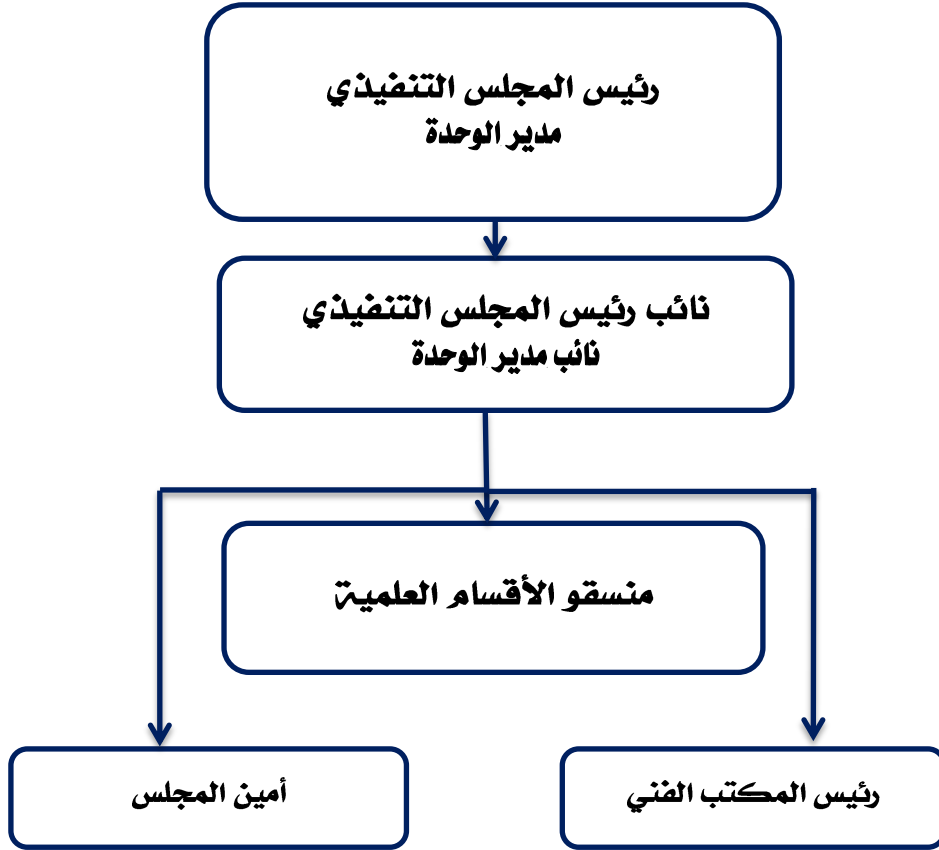 رئيس المجلس التنفيذي
مدير الوحدة
نائب رئيس المجلس التنفيذي
نائب مدير الوحدة
منسقو الأقسام العلمية
رئيس المكتب الفني
أمين المجلس